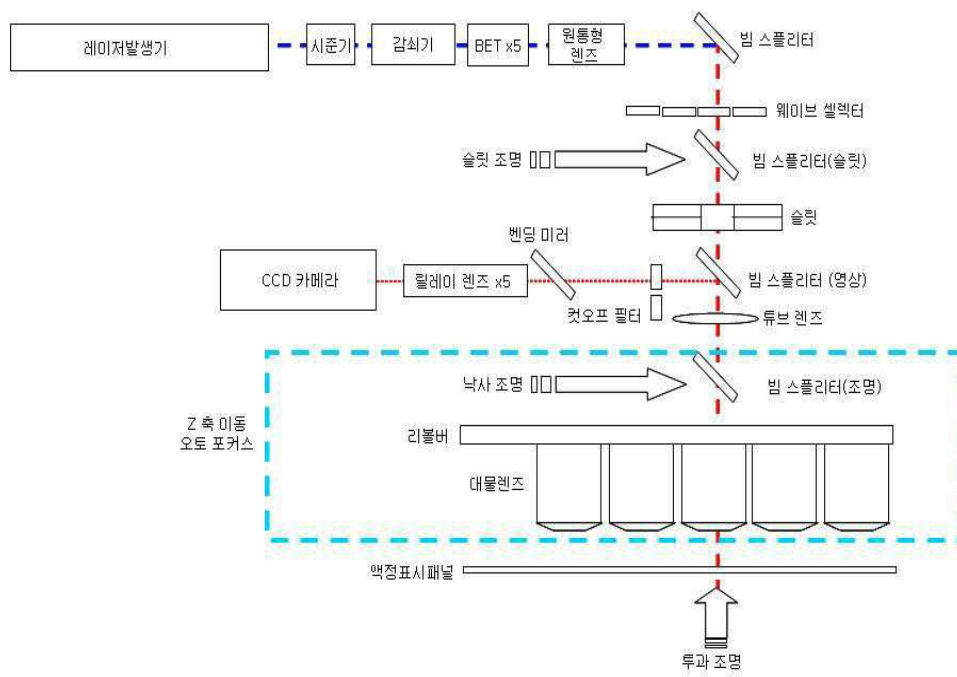 레이저발생기
시준기
감쇠기
BET x5
원통형
렌즈
빔 스플리터
웨이브 셀렉터
슬릿 조명
빔 스플리터(슬릿)
슬릿
벤딩 미러
CCD 카메라
릴레이 렌즈 x5
빔 스플리터 (영상)
컷오프 필터
튜브 렌즈
낙사 조명
빔 스플리터(조명)
Z 축 이동
오토 포커스
리볼버
대물렌즈
액정표시패널
투과 조명